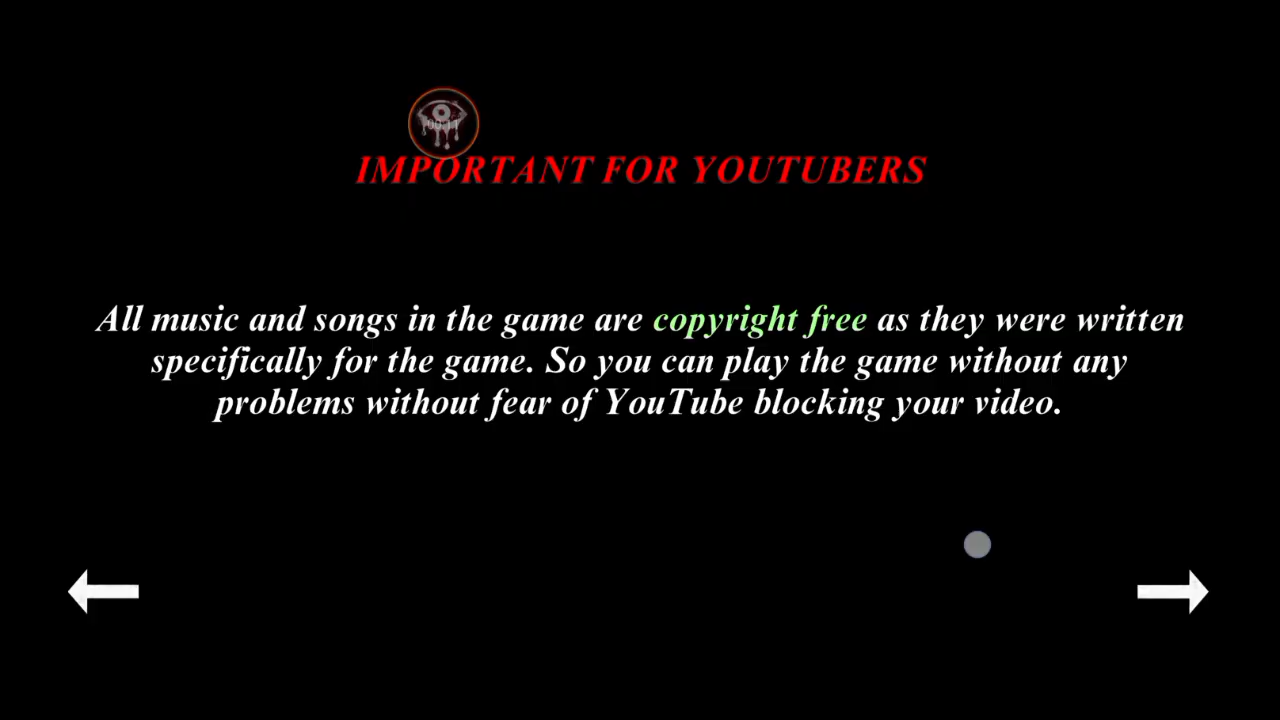 IMPORTANT FOR YOUTUBERS
All music and songs in the game are copyright free as they were written
specifically for the game. So you can play the game without any
problems without fear of YouTube blocking your video.